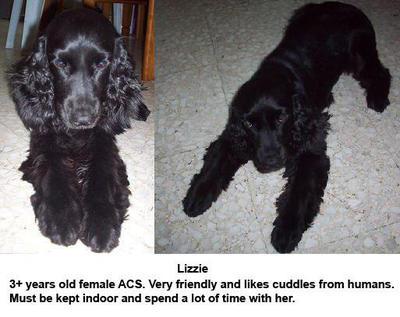 Lizzie
3+ years old female ACS. Very friendly and likes cuddles from humans.
Must be kept indoor and spend a lot of time with her.